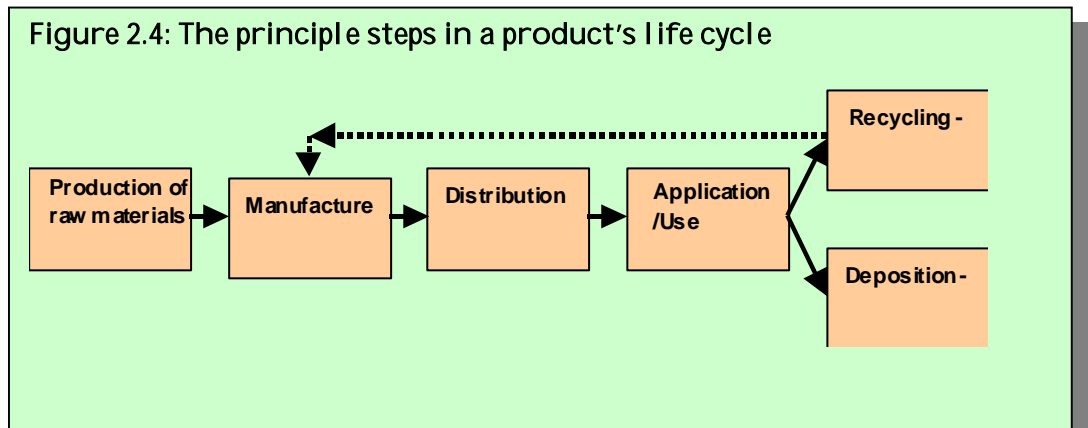 Figure 2.4: The principle steps in a product's life cycle
Recycling -
Production of
raw materials
Manufacture
Distribution
Application
/Use
Deposition -